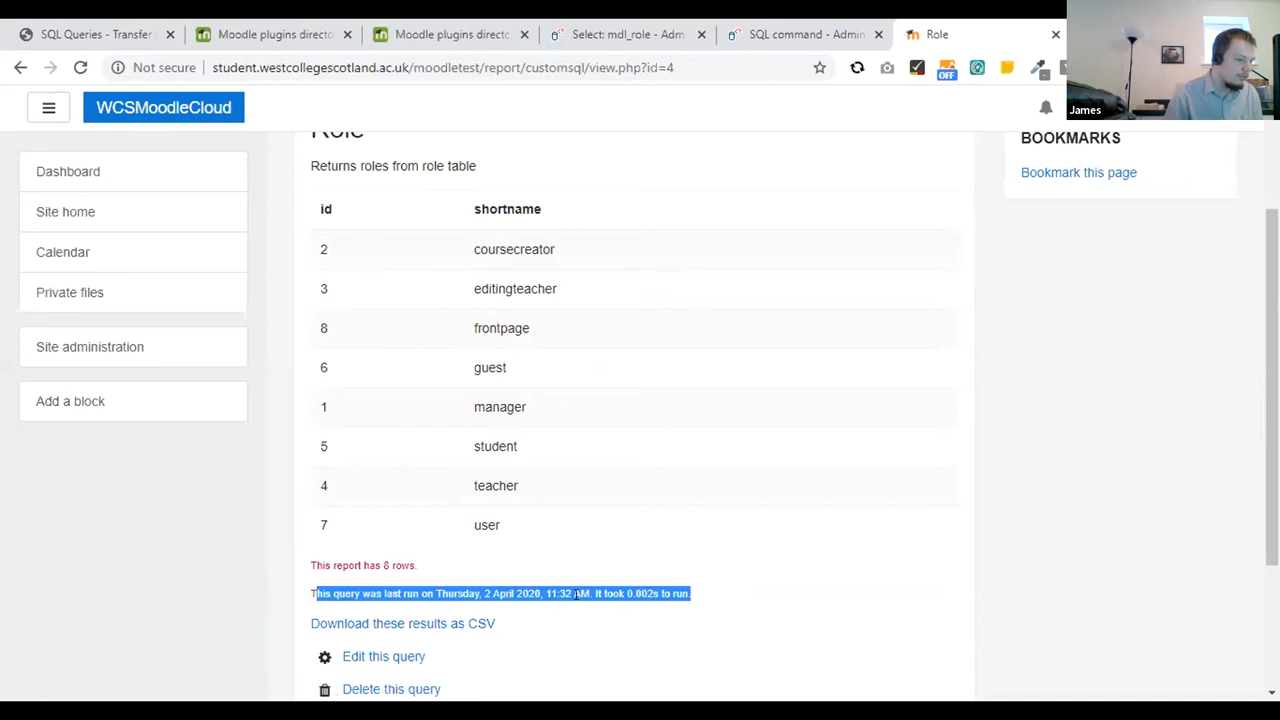 SQL Queries - Transfer
Moodle plugins directo
Moodle plugins directo
Select: mdl_role - Adm
SQL command - Admin
Role
Not secure
student.westcollegescotland.ac.uk/moodletest/report/customsql/view.php?id=4
OFF
James
WCSMoodleCloud
Dashboard
Site home
Calendar
Private files
Site administration
Add a block
Role
Returns roles from role table
id shortname
2 coursecreator
3 editingteacher
8 frontpage
6 guest
1 manager
5 student
4 teacher
7 user
This report has 8 rows.
This query was last run on Thursday, 2 April 2020, 11:32 AM. It took 0.002s to run.
Download these results as CSV
Edit this query
Delete this query
BOOKMARKS
Bookmark this page